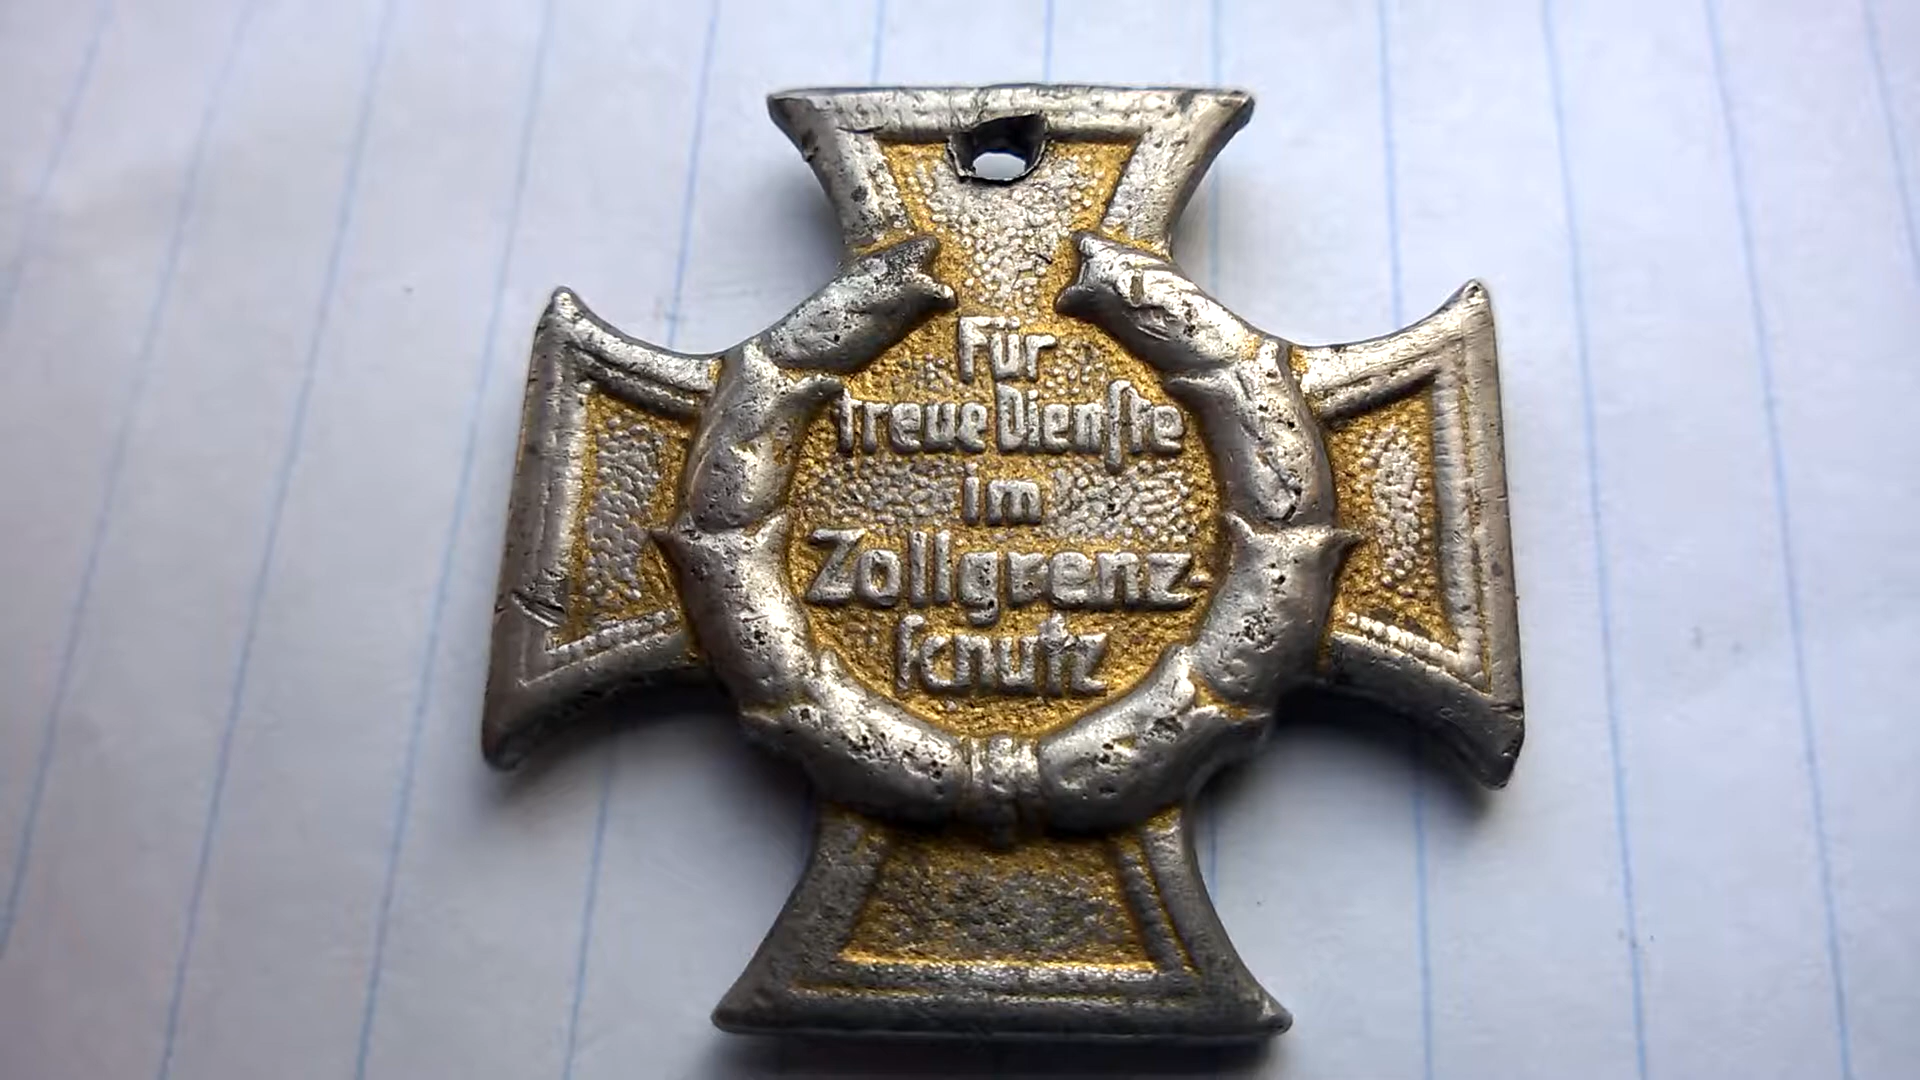 Für
treue Dienſte
im
Zollgrenz-
ſchutz